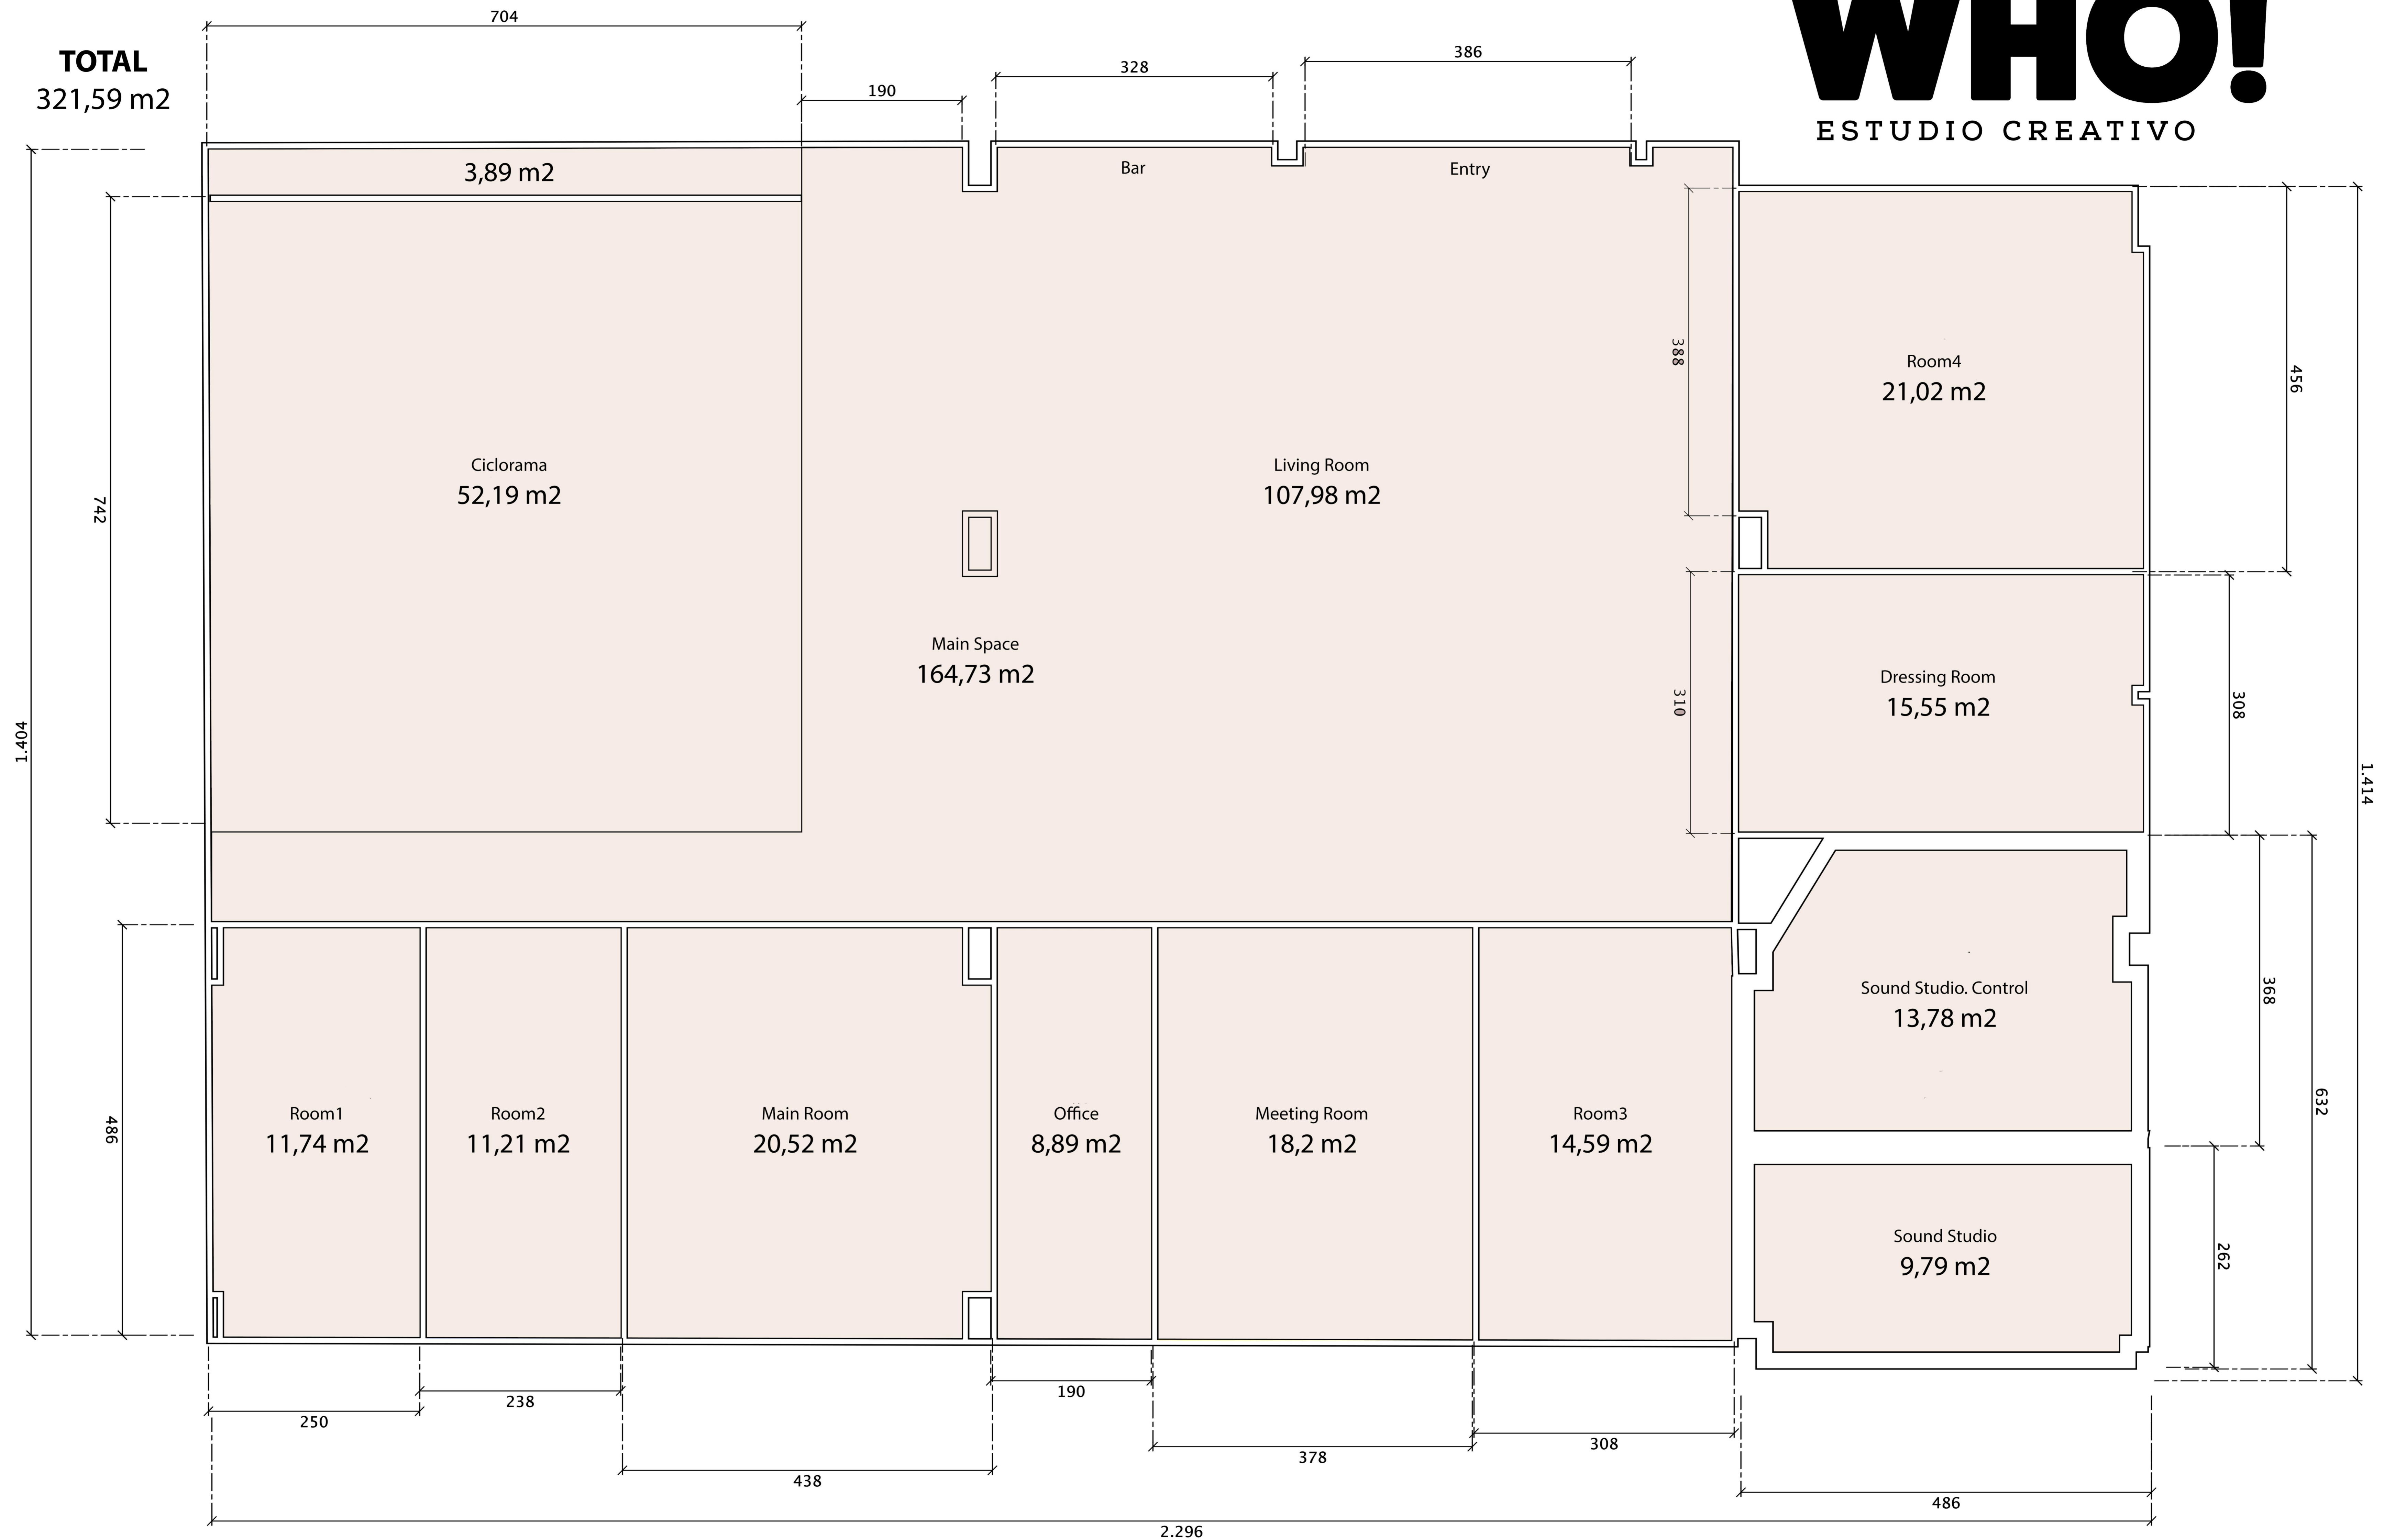 WHO!
ESTUDIO CREATIVO
TOTAL
321,59 m2
704
190
328
386
3,89 m2
Bar
Entry
Ciclorama
52,19 m2
Living Room
107,98 m2
Main Space
164,73 m2
Room4
21,02 m2
Dressing Room
15,55 m2
Sound Studio. Control
13,78 m2
Sound Studio
9,79 m2
Room1
11,74 m2
Room2
11,21 m2
Main Room
20,52 m2
Office
8,89 m2
Meeting Room
18,2 m2
Room3
14,59 m2
1.404
742
486
388
310
456
308
1.414
368
632
262
250
238
438
190
378
308
486
2.296